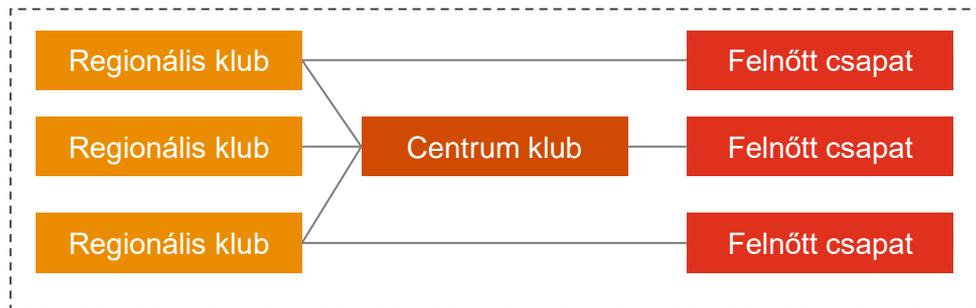 Regionális klub
Felnőtt csapat
Regionális klub
Centrum klub
Felnőtt csapat
Regionális klub
Felnőtt csapat